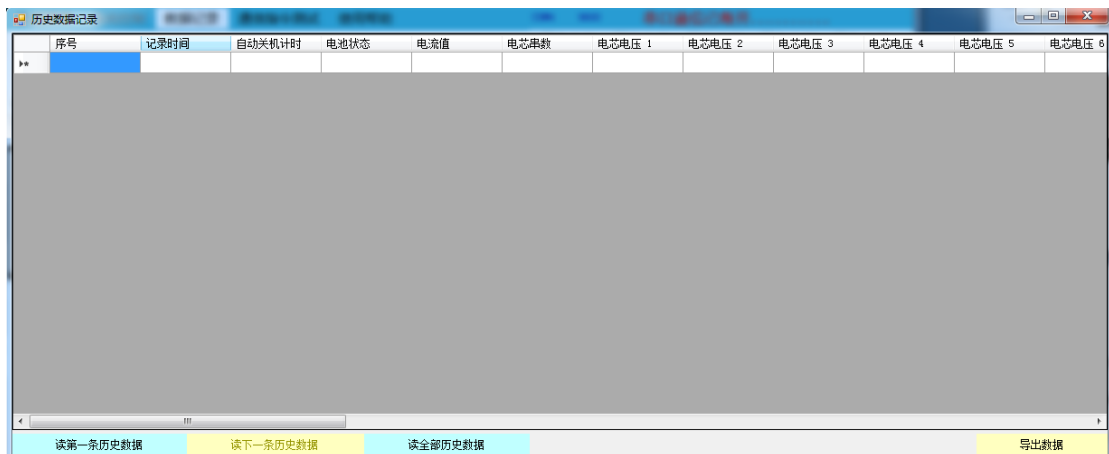 历史数据记录
序号 记录时间 自动关机计时 电池状态 电流值 电芯串数 电芯电压 1 电芯电压 2 电芯电压 3 电芯电压 4 电芯电压 5 电芯电压 6
读第一条历史数据 读下一条历史数据 读全部历史数据 导出数据